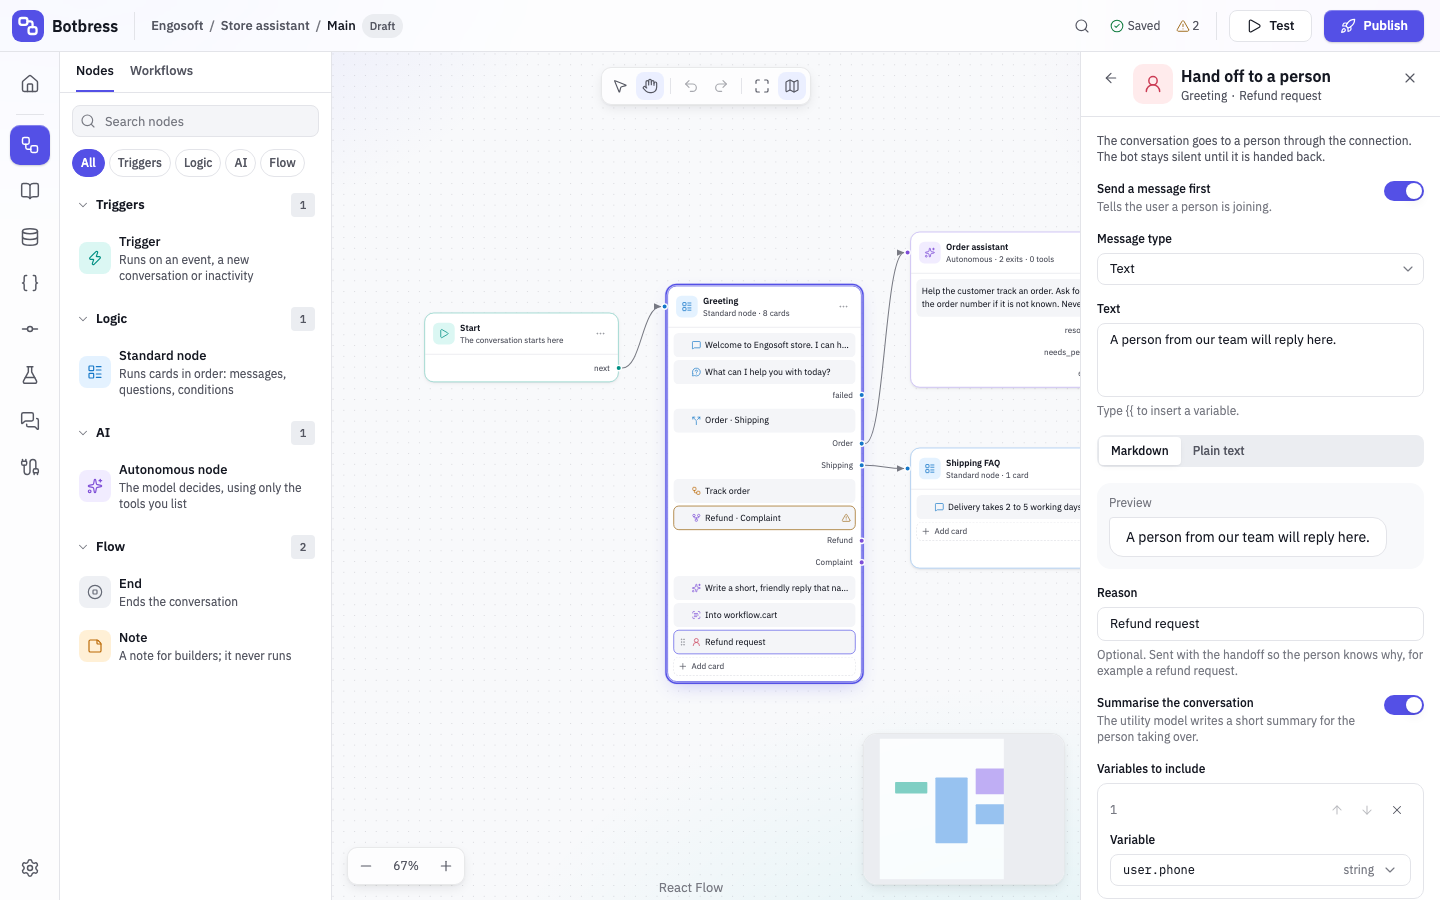 Botbress
Engosoft / Store assistant / Main Draft
Saved 2 Test Publish
Nodes Workflows
Search nodes
All Triggers Logic AI Flow
Triggers 1
Trigger
Runs on an event, a new
conversation or inactivity
Logic 1
Standard node
Runs cards in order: messages,
questions, conditions
AI 1
Autonomous node
The model decides, using only the
tools you list
Flow 2
End
Ends the conversation
Note
A note for builders; it never runs
Start
The conversation starts here
next
Greeting
Standard node · 8 cards
Welcome to Engosoft store. I can h...
What can I help you with today?
failed
Order · Shipping
Order
Shipping
Track order
Refund · Complaint
Refund
Complaint
Write a short, friendly reply that na...
Into workflow.cart
Refund request
+ Add card
Order assistant
Autonomous · 2 exits · 0 tools
Help the customer track an order. Ask fo
the order number if it is not known. Neve
reso
needs_pe
Shipping FAQ
Standard node · 1 card
Delivery takes 2 to 5 working days
+ Add card
67%
React Flow
Hand off to a person
Greeting · Refund request
The conversation goes to a person through the connection.
The bot stays silent until it is handed back.
Send a message first
Tells the user a person is joining.
Message type
Text
Text
A person from our team will reply here.
Type {{ to insert a variable.
Markdown Plain text
Preview
A person from our team will reply here.
Reason
Refund request
Optional. Sent with the handoff so the person knows why, for
example a refund request.
Summarise the conversation
The utility model writes a short summary for the
person taking over.
Variables to include
1
Variable
user.phone string